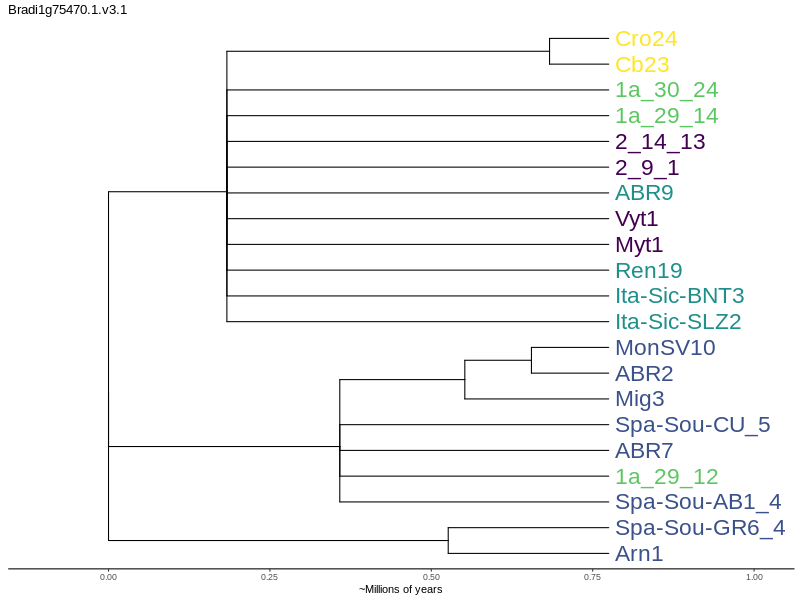 Bradi1g75470.1.v3.1
Cro24
Cb23
1a_30_24
1a_29_14
2_14_13
2_9_1
ABR9
Vyt1
Myt1
Ren19
Ita-Sic-BNT3
Ita-Sic-SLZ2
MonSV10
ABR2
Mig3
Spa-Sou-CU_5
ABR7
1a_29_12
Spa-Sou-AB1_4
Spa-Sou-GR6_4
Arn1
0.00 0.25 0.50 0.75 1.00
~Millions of years